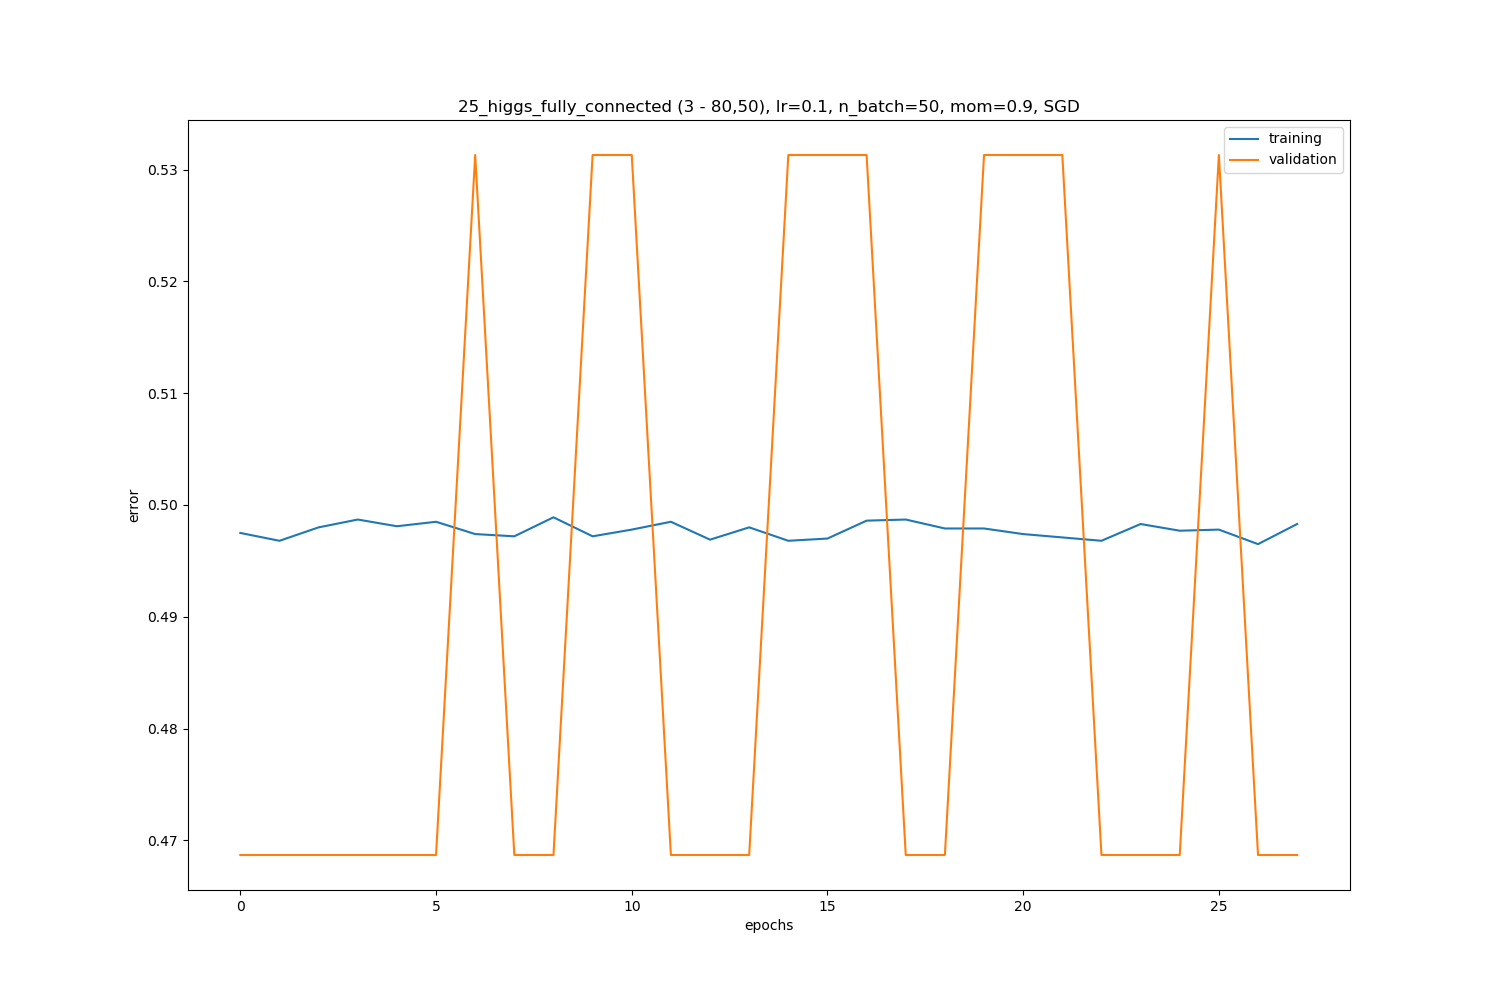 25_higgs_fully_connected (3 - 80,50), lr=0.1, n_batch=50, mom=0.9, SGD
training
validation
0.53
0.52
0.51
0.50
0.49
0.48
0.47
error
0 5 10 15 20 25
epochs